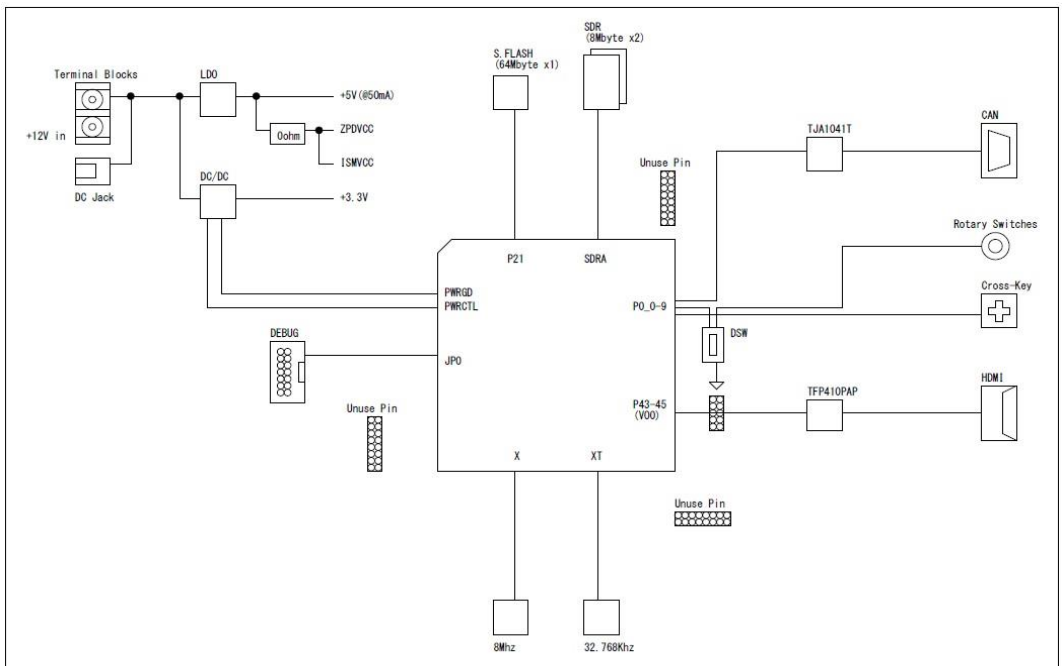 SDR
(8Mbyte x2)
S.FLASH
(64Mbyte x1)
Terminal Blocks
LDO
+5V(@50mA)
+12V in
0ohm
ZPDVCC
ISMVCC
DC Jack
DC/DC
+3.3V
TJA1041T
CAN
Unuse Pin
Rotary Switches
P21
SDRA
PWRGD
PWRCTL
P0_0-9
Cross-Key
DEBUG
DSW
JP0
P43-45
(VO0)
TFP410PAP
HDMI
Unuse Pin
X
XT
Unuse Pin
8Mhz
32.768Khz